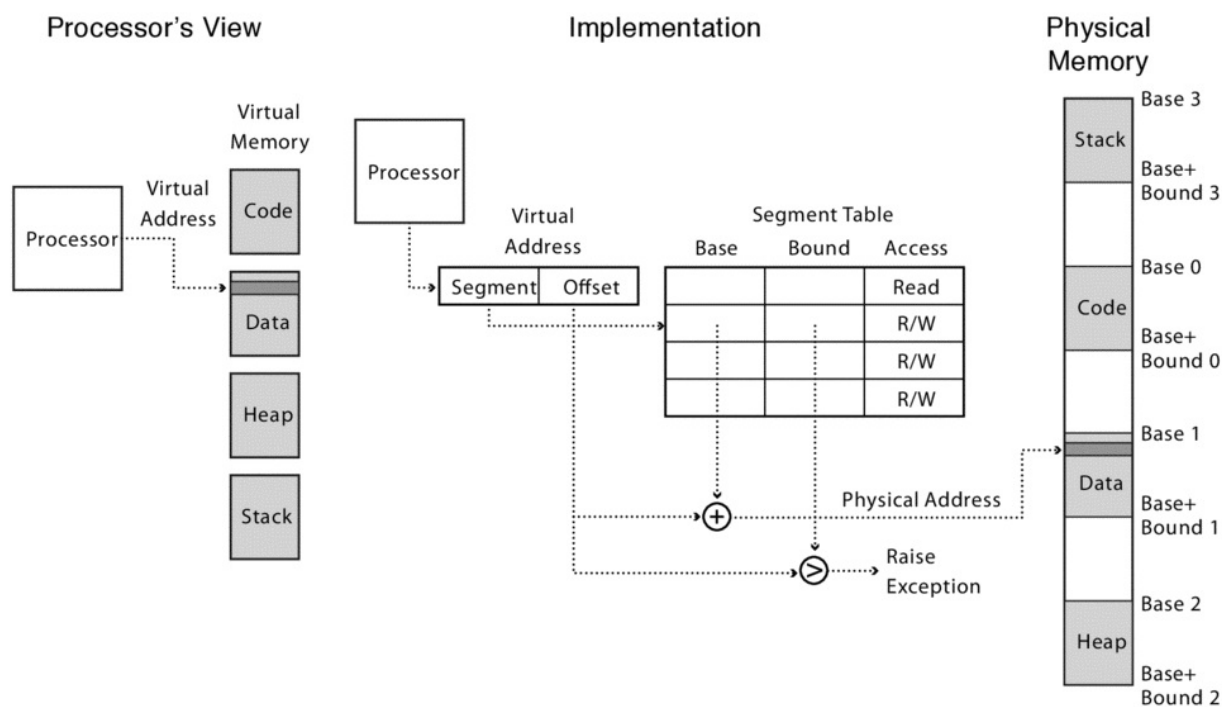 Processor's View
Virtual
Memory
Processor
Virtual
Address
Code
Data
Heap
Stack
Implementation
Processor
Virtual
Address
Segment Offset
Segment Table
Base Bound Access
Read
R/W
R/W
R/W
+
Physical Address
>
Raise
Exception
Physical
Memory
Base 3
Stack
Base+
Bound 3
Base 0
Code
Base+
Bound 0
Base 1
Data
Base+
Bound 1
Base 2
Heap
Base+
Bound 2